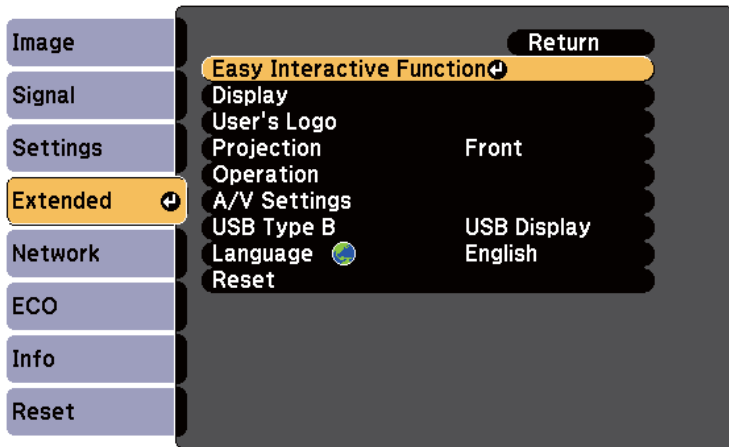 Image
Signal
Settings
Extended
Network
ECO
Info
Reset
Return
Easy Interactive Function
Display
User's Logo
Projection Front
Operation
A/V Settings
USB Type B USB Display
Language English
Reset